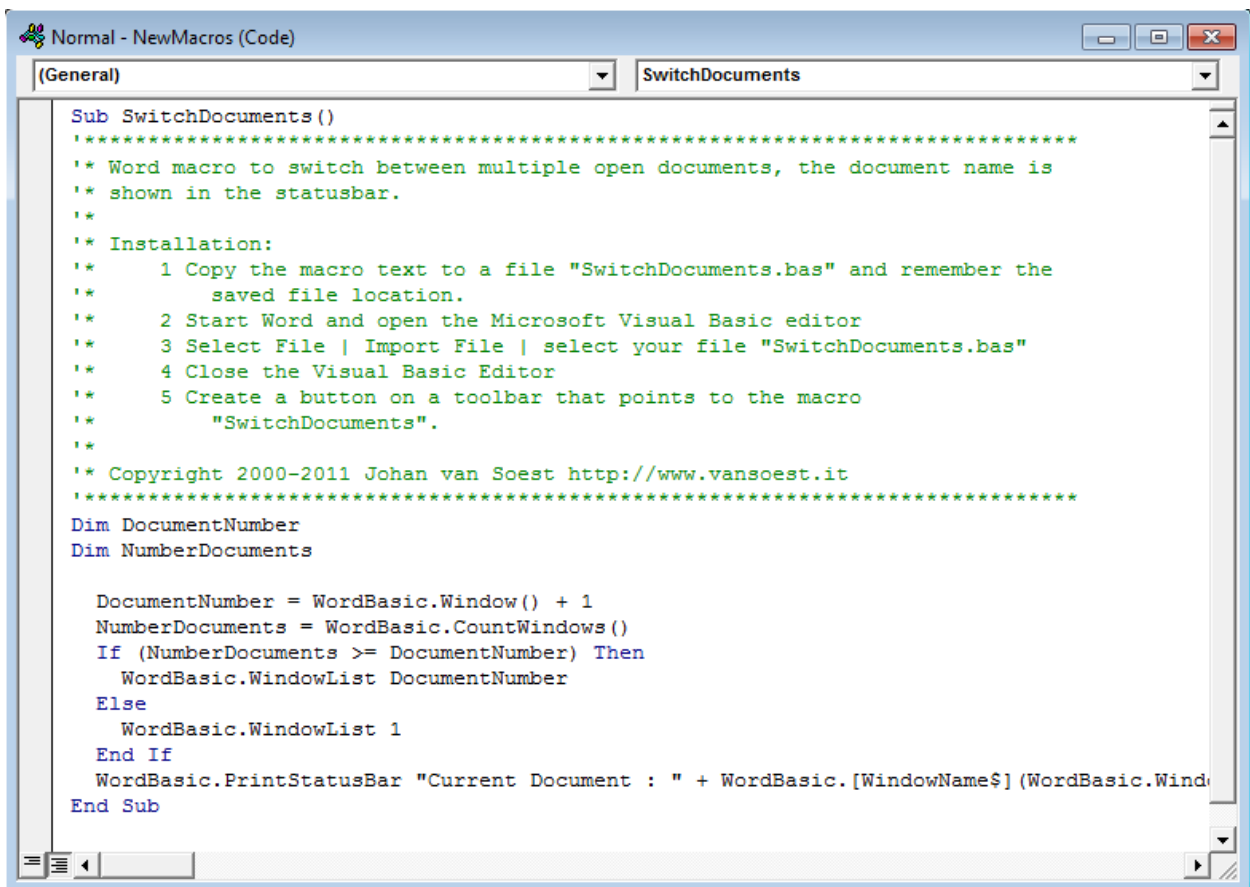 Normal - NewMacros (Code)
(General) SwitchDocuments
Sub SwitchDocuments()
'******************************************************************************
'* Word macro to switch between multiple open documents, the document name is
'* shown in the statusbar.
'*
'* Installation:
'*     1 Copy the macro text to a file "SwitchDocuments.bas" and remember the
'*         saved file location.
'*     2 Start Word and open the Microsoft Visual Basic editor
'*     3 Select File | Import File | select your file "SwitchDocuments.bas"
'*     4 Close the Visual Basic Editor
'*     5 Create a button on a toolbar that points to the macro
'*         "SwitchDocuments".
'*
'* Copyright 2000-2011 Johan van Soest http://www.vansoest.it
'******************************************************************************
Dim DocumentNumber
Dim NumberDocuments

  DocumentNumber = WordBasic.Window() + 1
  NumberDocuments = WordBasic.CountWindows()
  If (NumberDocuments >= DocumentNumber) Then
    WordBasic.WindowList DocumentNumber
  Else
    WordBasic.WindowList 1
  End If
  WordBasic.PrintStatusBar "Current Document : " + WordBasic.[WindowName$](WordBasic.Wind
End Sub